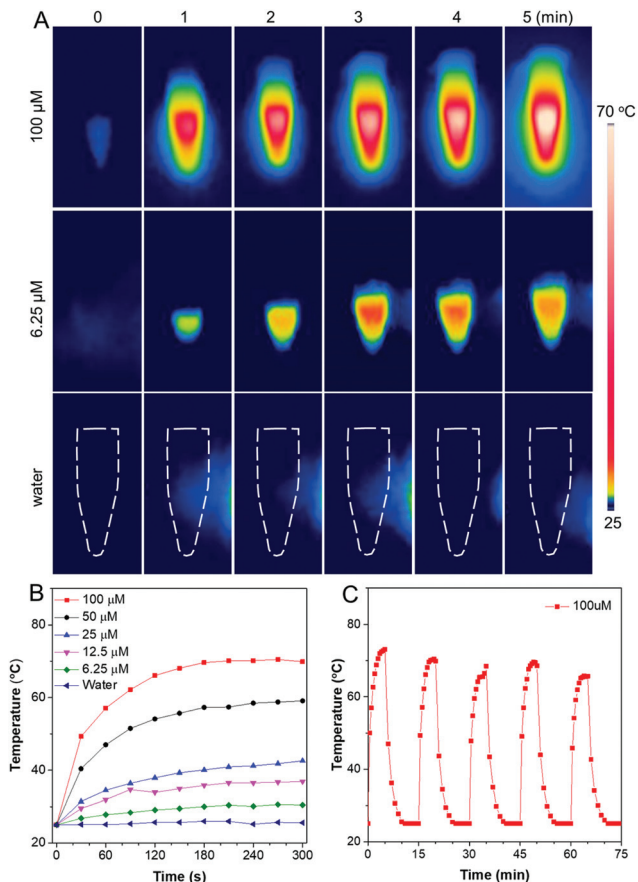 A
0 1 2 3 4 5 (min)
100 μM
6.25 μM
water
70 °C
25
B
100 μM
50 μM
25 μM
12.5 μM
6.25 μM
Water
Temperature (°C)
80
60
40
20
0 60 120 180 240 300
Time (s)
C
100uM
Temperature (°C)
80
60
40
20
0 15 30 45 60 75
Time (min)